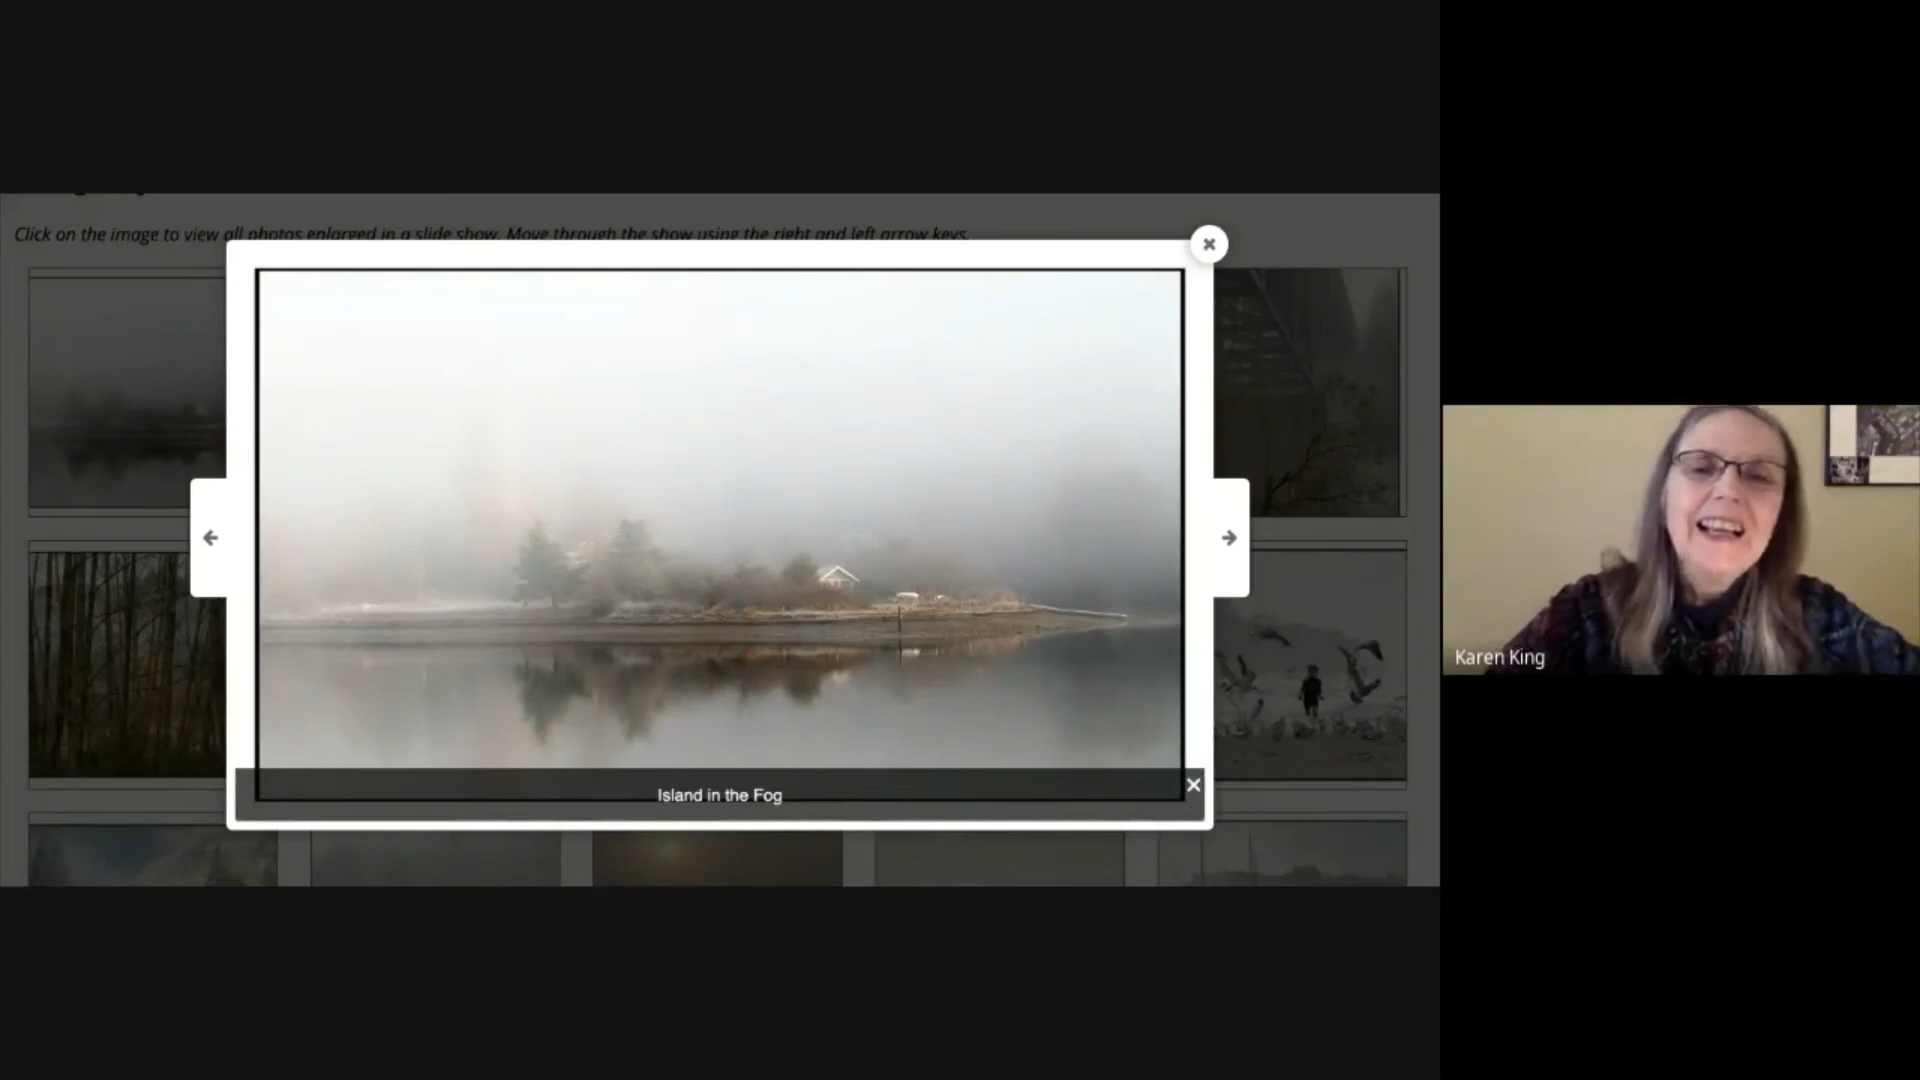 Click on the image to view all photos enlarged in a slide show. Move through the show using the right and left arrow keys.
Island in the Fog
Karen King